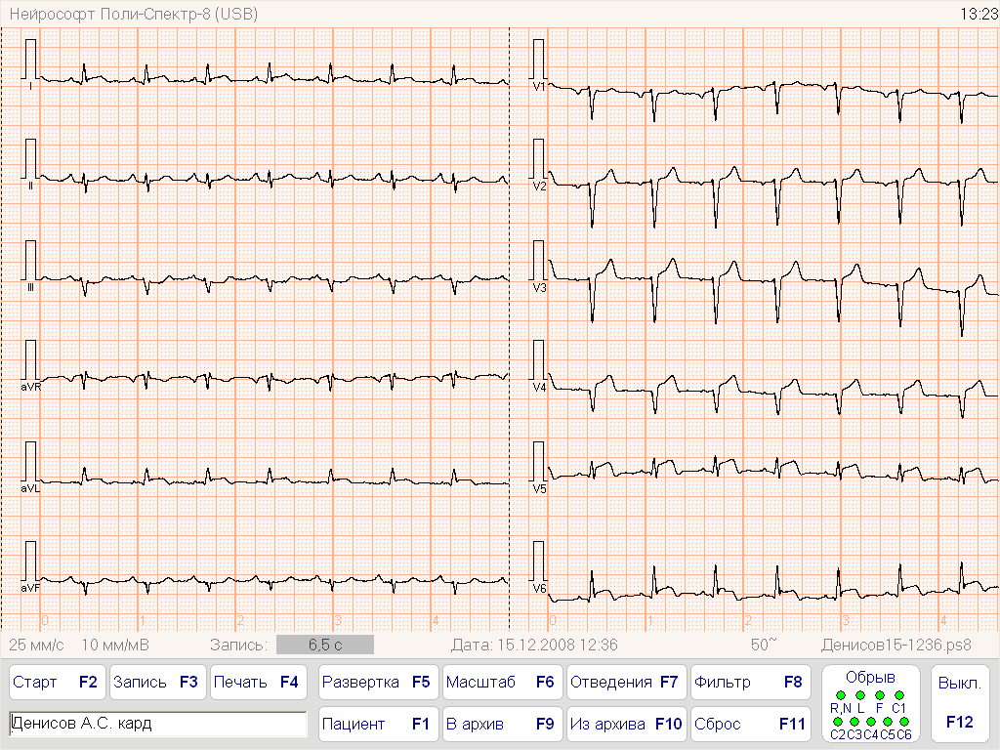 Нейрософт Поли-Спектр-8 (USB) 13:23
I V1
II V2
III V3
aVR V4
aVL V5
aVF V6
0 1 2 3 4 0 1 2 3 4
25 мм/с 10 мм/мВ Запись: 6,5 с Дата: 15.12.2008 12:36 50~ Денисов15-1236.ps8
Старт F2 Запись F3 Печать F4 Развертка F5 Масштаб F6 Отведения F7 Фильтр F8 Обрыв Выкл.
R,N L F C1
Денисов А.С. кард Пациент F1 В архив F9 Из архива F10 Сброс F11 F12
C2 C3 C4 C5 C6